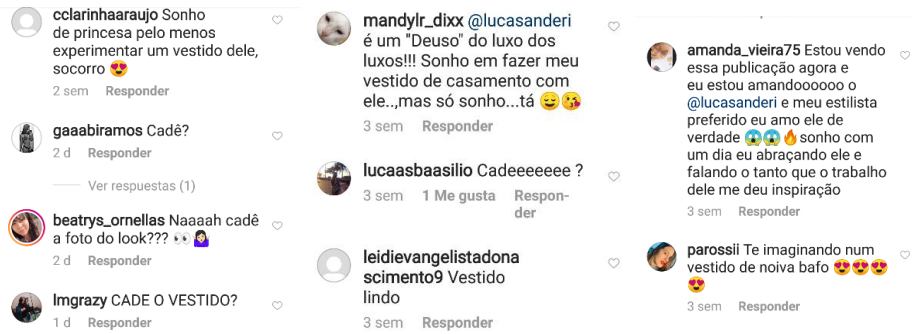 cclarinhaaraujo Sonho
de princesa pelo menos
experimentar um vestido dele,
socorro 😍
2 sem Responder
gaaabiramos Cadê?
2 d Responder
Ver respuestas (1)
beatrys_ornellas Naaaah cadê
a foto do look??? 👀🤷🏻‍♀️
2 d Responder
lmgrazy CADE O VESTIDO?
1 d Responder
mandylr_dixx @lucasanderi
é um "Deuso" do luxo dos
luxos!!! Sonho em fazer meu
vestido de casamento com
ele..,mas só sonho...tá 😌😘
3 sem Responder
lucaasbaasilio Cadeeeeeee ?
3 sem 1 Me gusta Respon-
der
leidievangelistadona
scimento9 Vestido
lindo
3 sem Responder
amanda_vieira75 Estou vendo
essa publicação agora e
eu estou amandoooooo o
@lucasanderi e meu estilista
preferido eu amo ele de
verdade 😱😱🔥sonho com
um dia eu abraçando ele e
falando o tanto que o trabalho
dele me deu inspiração
3 sem Responder
parossii Te imaginando num
vestido de noiva bafo 😍😍😍
😍
3 sem Responder